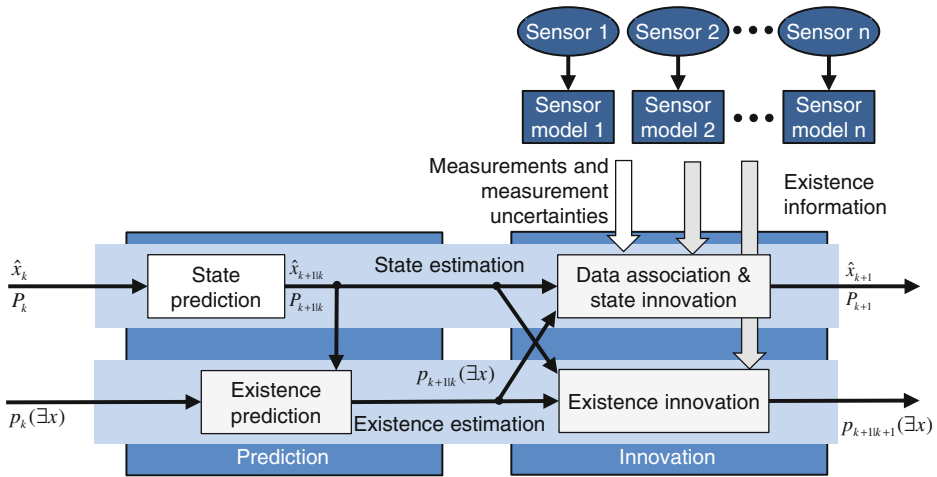 Sensor 1
Sensor 2
Sensor n
Sensor
model 1
Sensor
model 2
Sensor
model n
Measurements and
measurement
uncertainties
Existence
information
x̂ₖ
Pₖ
State
prediction
x̂ₖ₊₁|ₖ
Pₖ₊₁|ₖ
State estimation
Data association &
state innovation
x̂ₖ₊₁
Pₖ₊₁
pₖ(∃x)
Existence
prediction
pₖ₊₁|ₖ(∃x)
Existence estimation
Existence innovation
pₖ₊₁|ₖ₊₁(∃x)
Prediction
Innovation